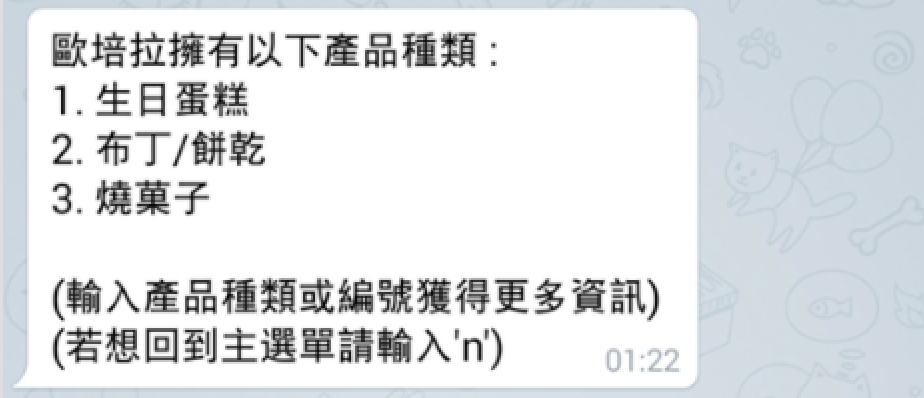 歐培拉擁有以下產品種類 :
1. 生日蛋糕
2. 布丁/餅乾
3. 燒菓子
(輸入產品種類或編號獲得更多資訊)
(若想回到主選單請輸入'n')
01:22